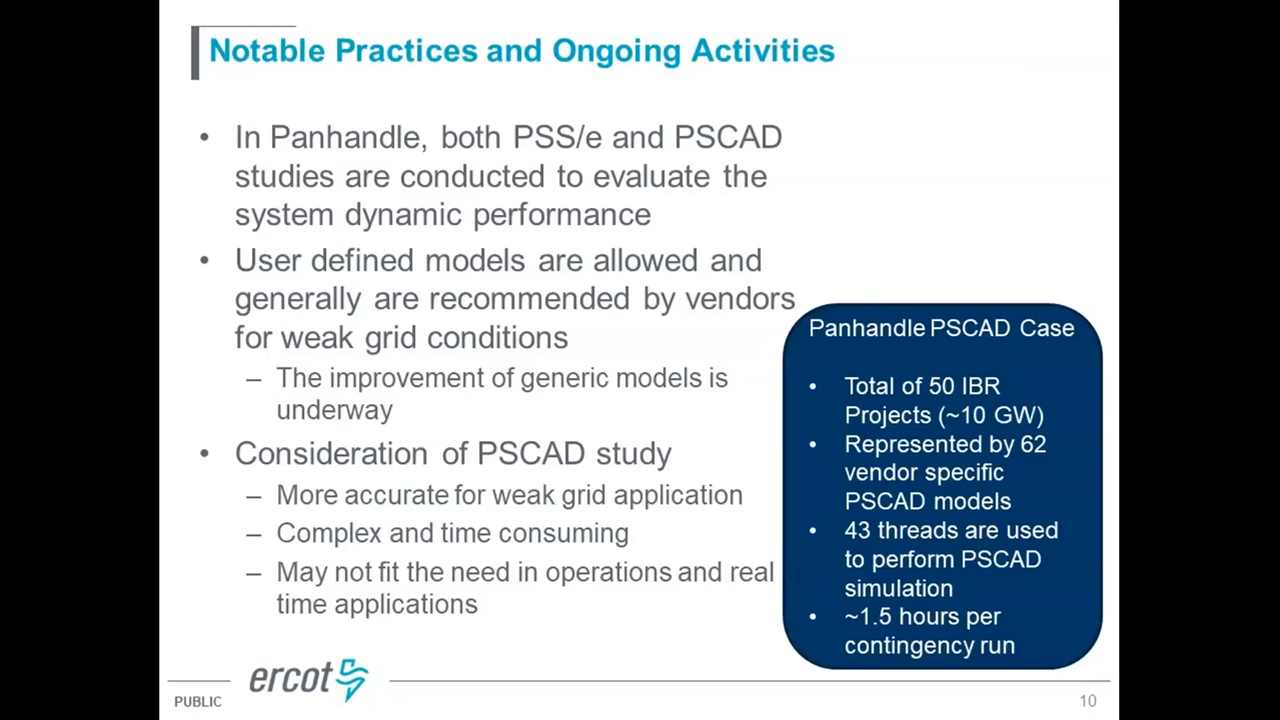 Notable Practices and Ongoing Activities
• In Panhandle, both PSS/e and PSCAD
studies are conducted to evaluate the
system dynamic performance
• User defined models are allowed and
generally are recommended by vendors
for weak grid conditions
– The improvement of generic models is
underway
• Consideration of PSCAD study
– More accurate for weak grid application
– Complex and time consuming
– May not fit the need in operations and real
time applications
Panhandle PSCAD Case
• Total of 50 IBR
Projects (~10 GW)
• Represented by 62
vendor specific
PSCAD models
• 43 threads are used
to perform PSCAD
simulation
• ~1.5 hours per
contingency run
ercot
PUBLIC
10